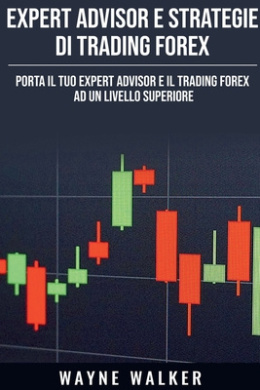 EXPERT ADVISOR E STRATEGIE
DI TRADING FOREX
PORTA IL TUO EXPERT ADVISOR E IL TRADING FOREX
AD UN LIVELLO SUPERIORE
WAYNE WALKER